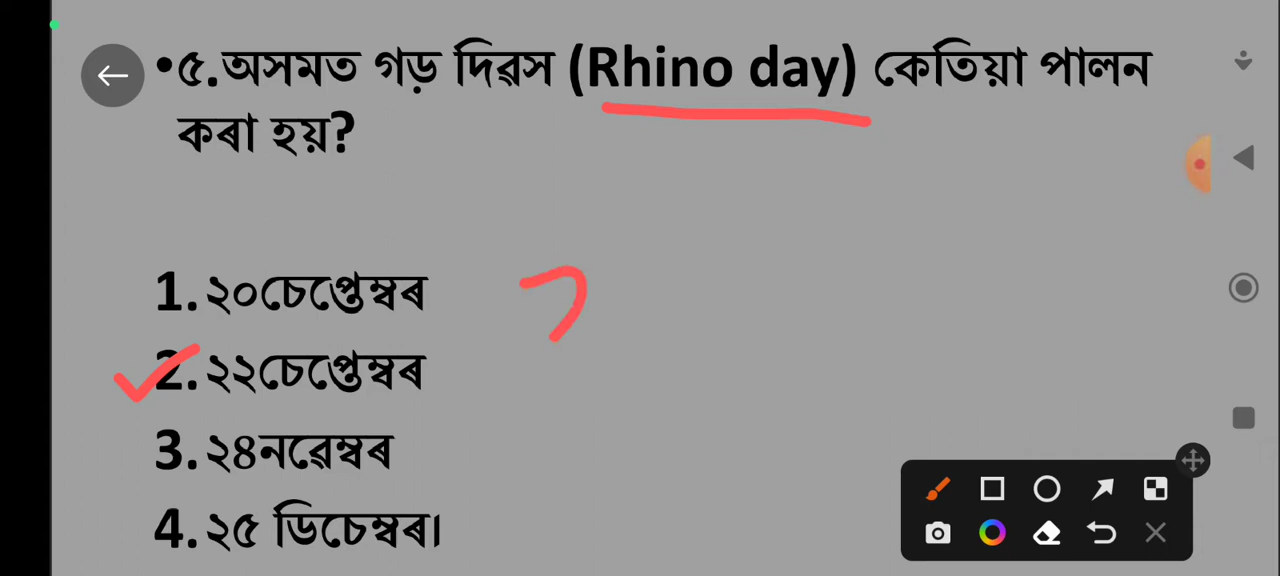 •৫.অসমত গড় দিৱস (Rhino day) কেতিয়া পালন
কৰা হয়?
1. ২০চেপ্তেম্বৰ
2. ২২চেপ্তেম্বৰ
3. ২৪নৱেম্বৰ
4. ২৫ ডিচেম্বৰ।